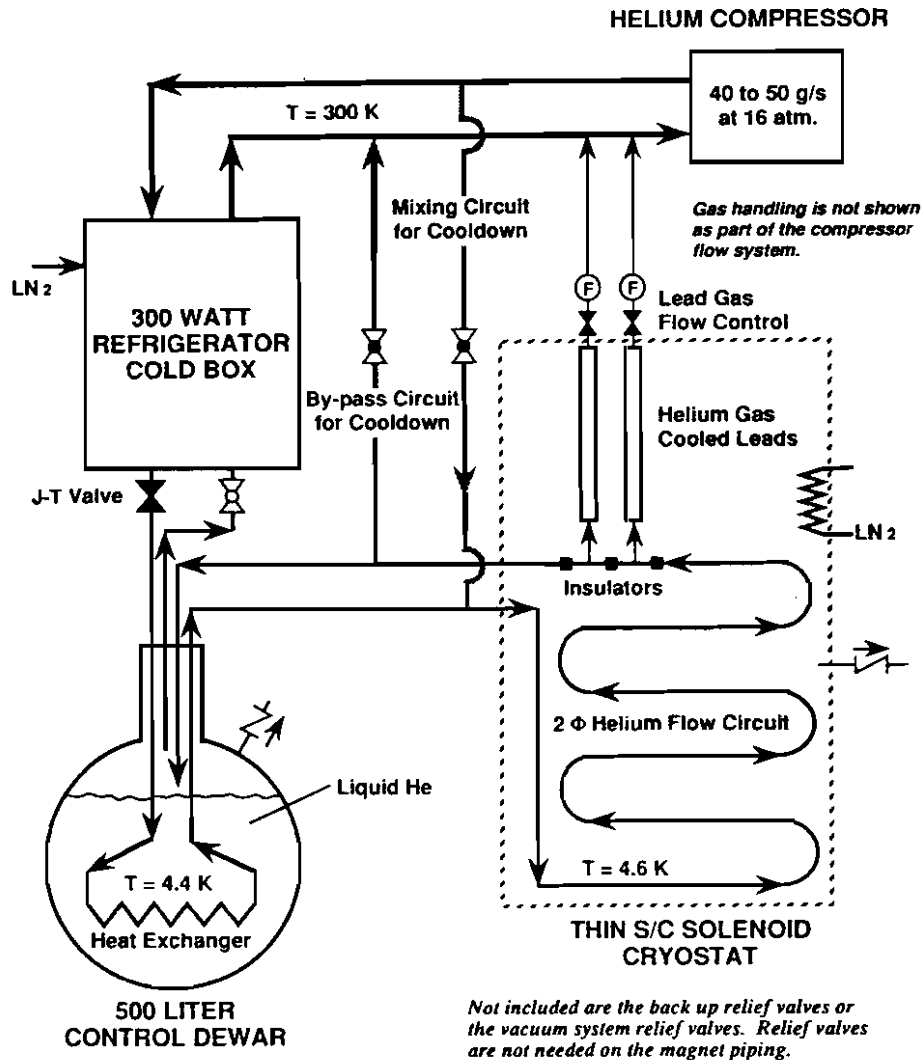 HELIUM COMPRESSOR
40 to 50 g/s
at 16 atm.
T = 300 K
Mixing Circuit
for Cooldown
Gas handling is not shown
as part of the compressor
flow system.
LN 2
300 WATT
REFRIGERATOR
COLD BOX
F
F
Lead Gas
Flow Control
By-pass Circuit
for Cooldown
Helium Gas
Cooled Leads
J-T Valve
LN 2
Insulators
2 Φ Helium Flow Circuit
Liquid He
T = 4.4 K
T = 4.6 K
Heat Exchanger
THIN S/C SOLENOID
CRYOSTAT
500 LITER
CONTROL DEWAR
Not included are the back up relief valves or
the vacuum system relief valves. Relief valves
are not needed on the magnet piping.